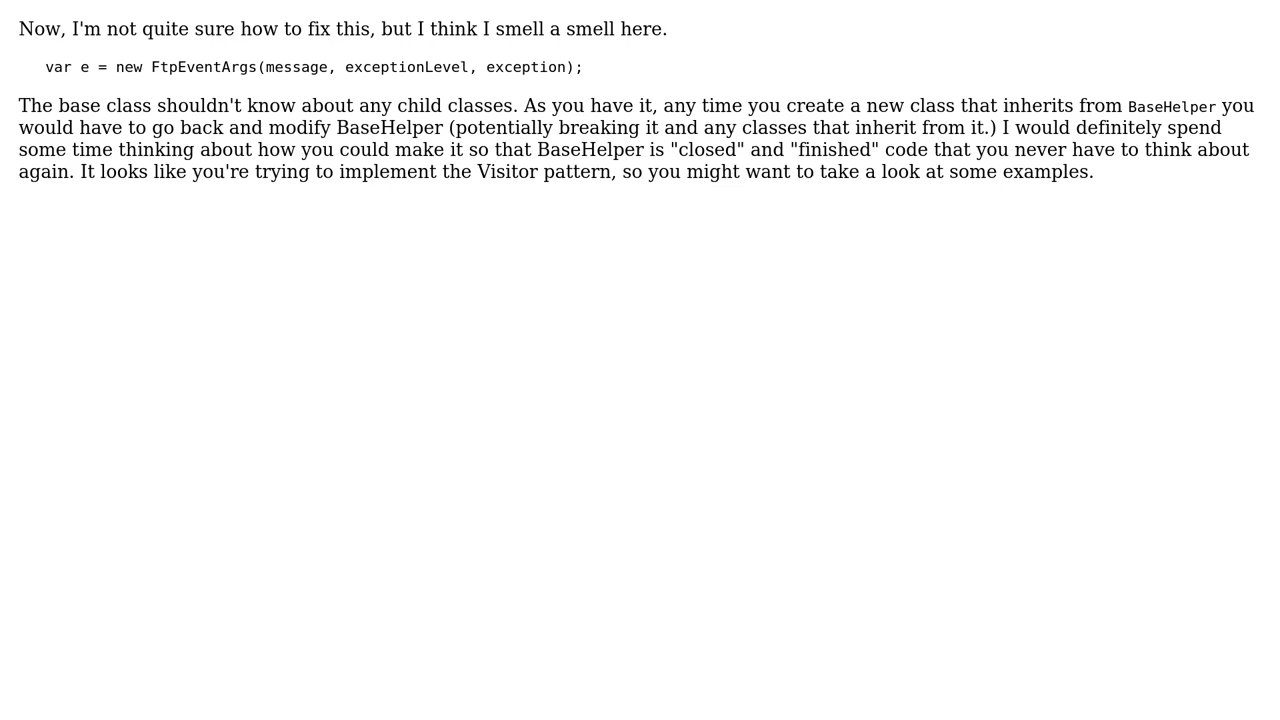 Now, I'm not quite sure how to fix this, but I think I smell a smell here.
var e = new FtpEventArgs(message, exceptionLevel, exception);
The base class shouldn't know about any child classes. As you have it, any time you create a new class that inherits from BaseHelper you
would have to go back and modify BaseHelper (potentially breaking it and any classes that inherit from it.) I would definitely spend
some time thinking about how you could make it so that BaseHelper is "closed" and "finished" code that you never have to think about
again. It looks like you're trying to implement the Visitor pattern, so you might want to take a look at some examples.